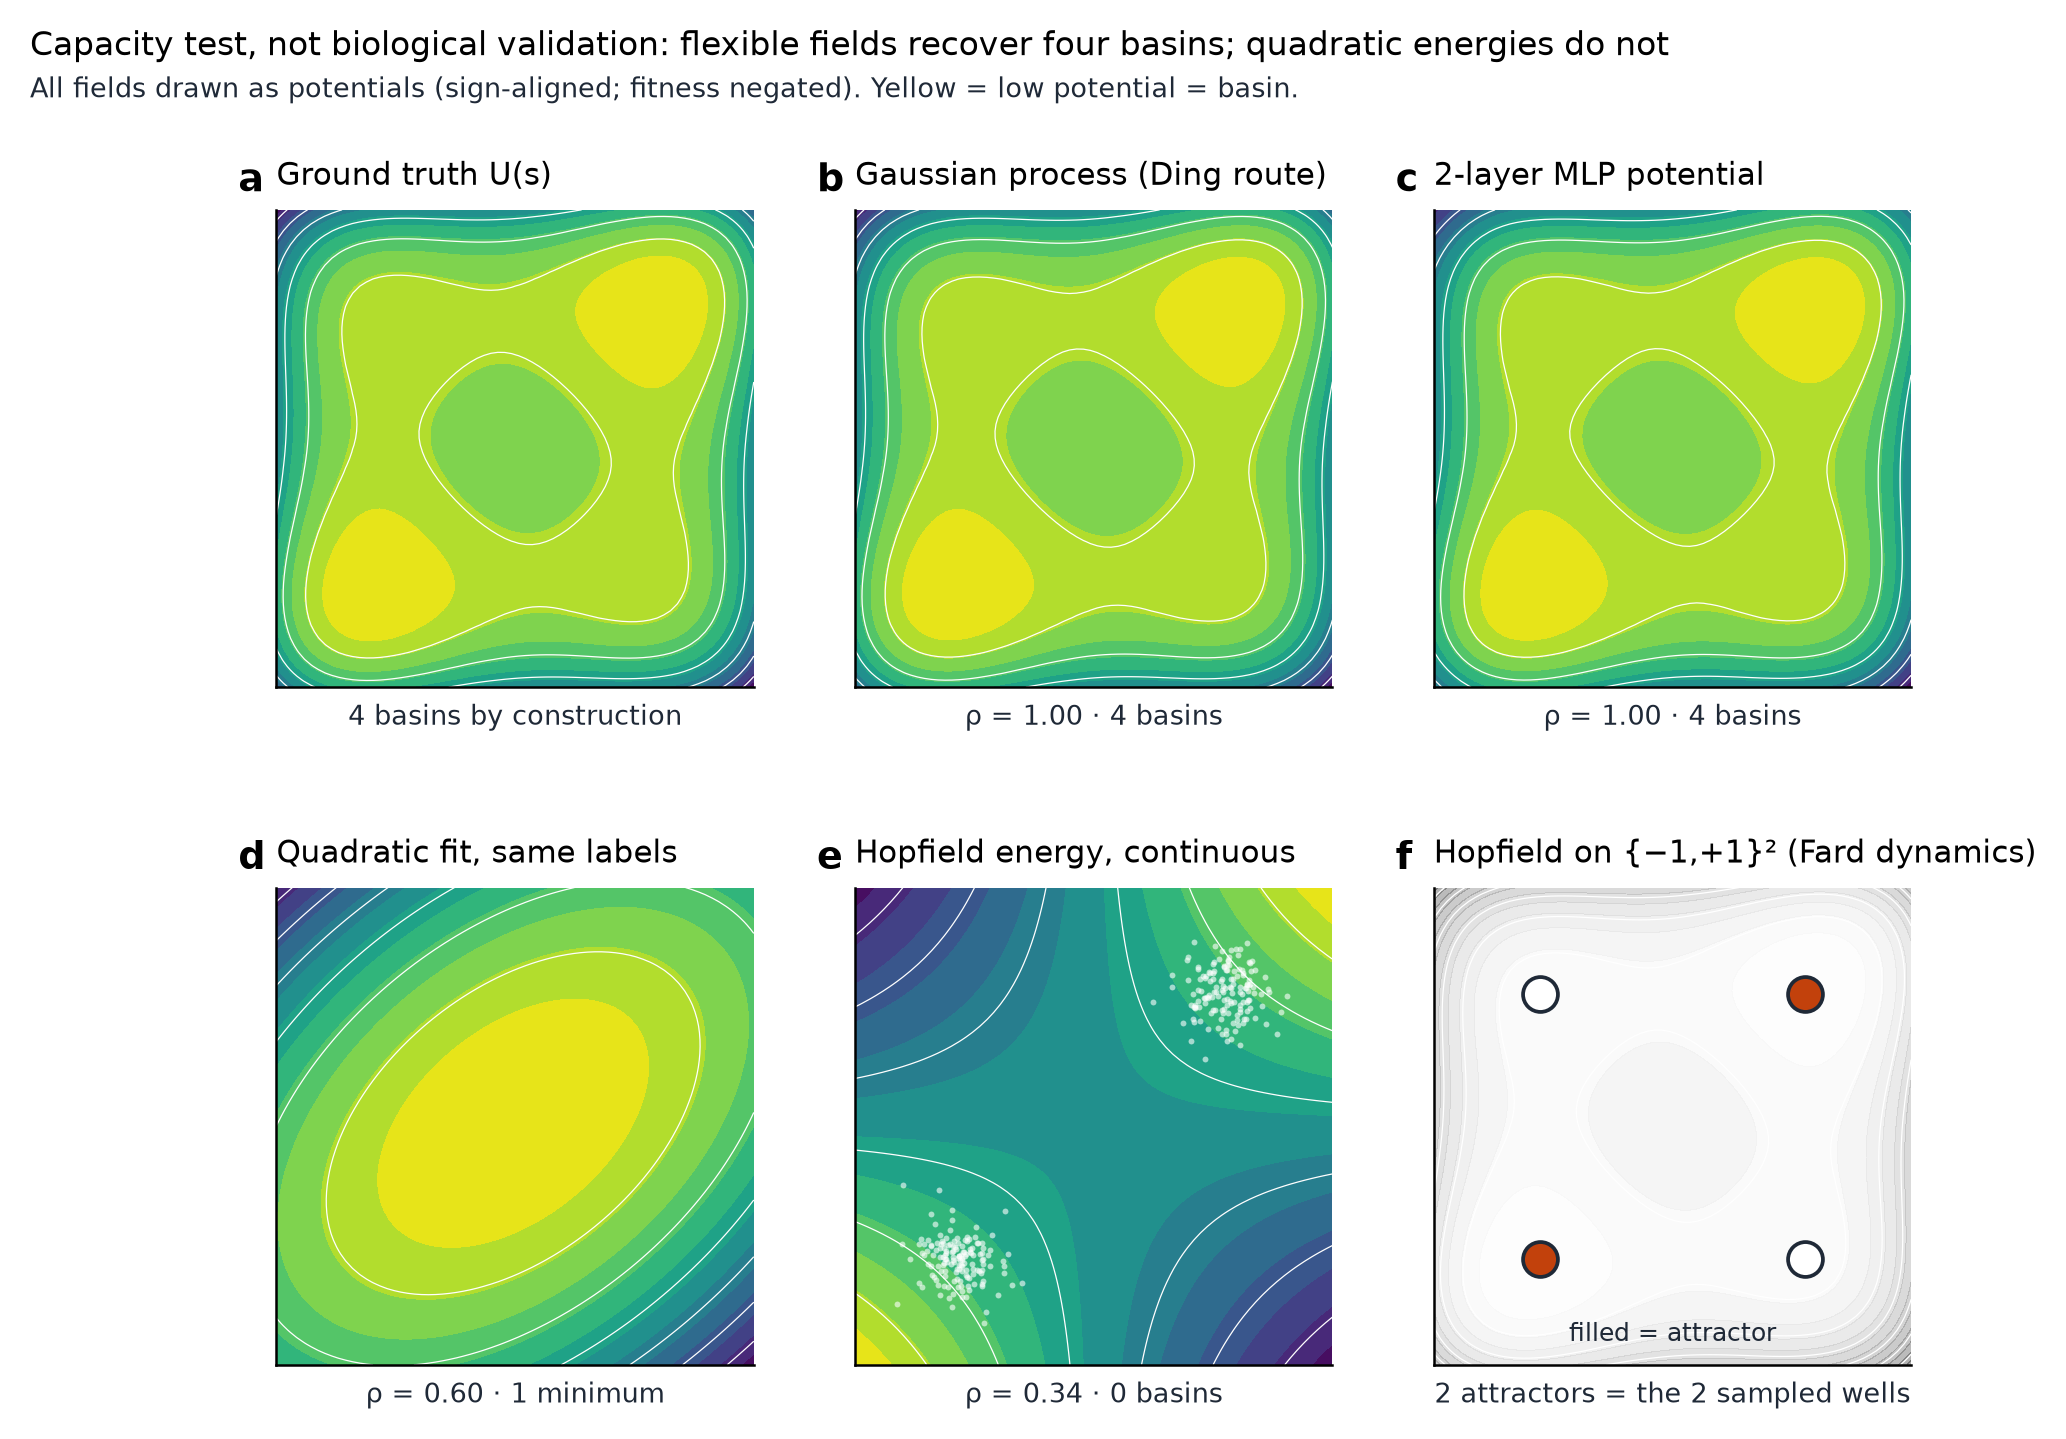 Capacity test, not biological validation: flexible fields recover four basins; quadratic energies do not
All fields drawn as potentials (sign-aligned; fitness negated). Yellow = low potential = basin.
a Ground truth U(s)
b Gaussian process (Ding route)
c 2-layer MLP potential
4 basins by construction
ρ = 1.00 · 4 basins
ρ = 1.00 · 4 basins
d Quadratic fit, same labels
e Hopfield energy, continuous
f Hopfield on {−1,+1}² (Fard dynamics)
filled = attractor
ρ = 0.60 · 1 minimum
ρ = 0.34 · 0 basins
2 attractors = the 2 sampled wells